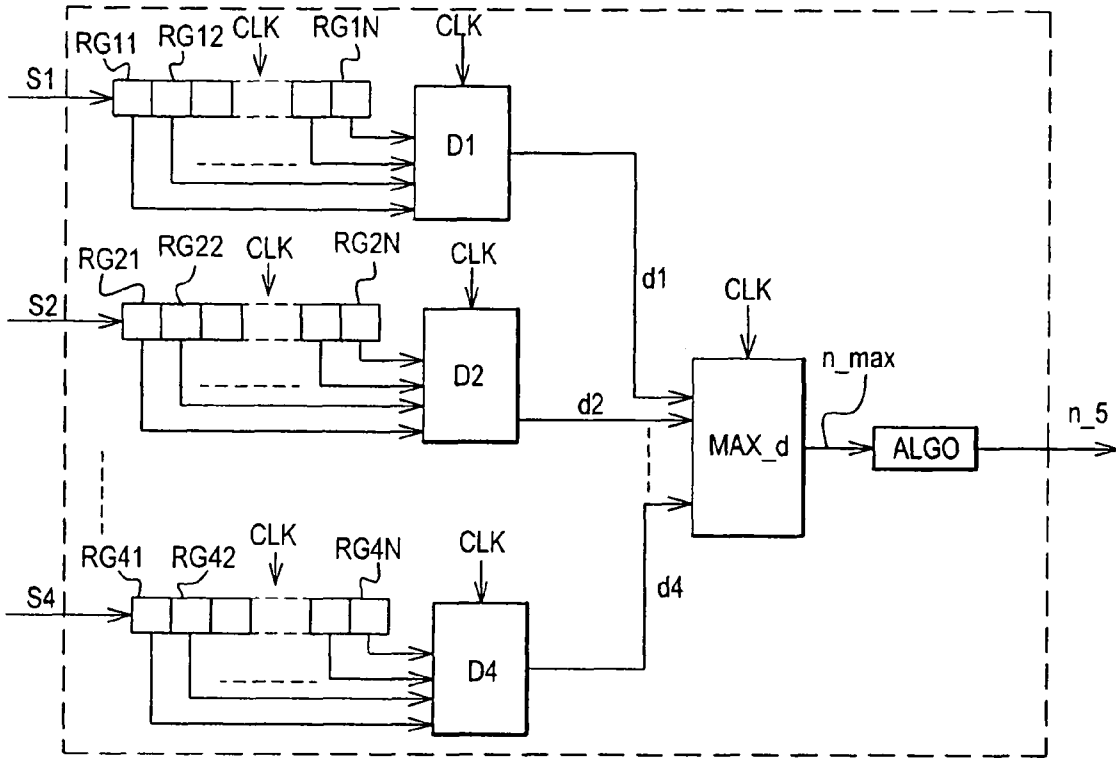 RG11 RG12 CLK RG1N CLK
S1
D1
RG21 RG22 CLK RG2N CLK
S2
D2
d1
d2
CLK
n_max
n_5
MAX_d
ALGO
RG41 RG42 CLK RG4N CLK
S4
D4
d4